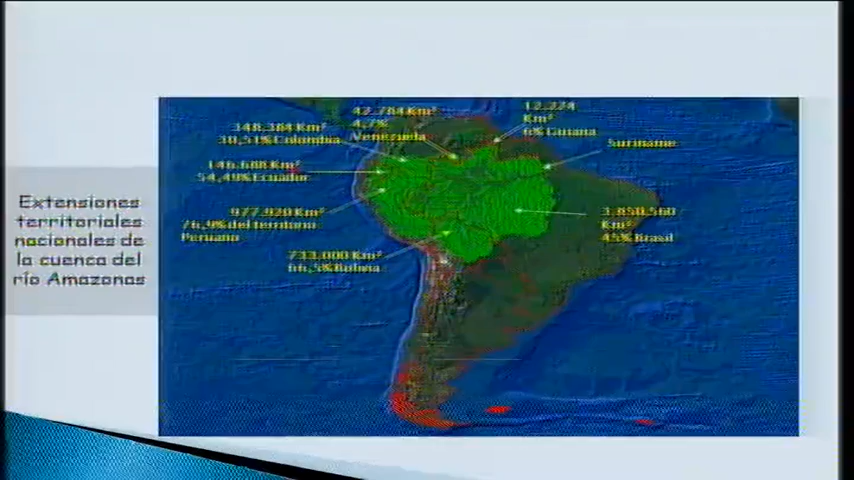 Extensiones
territoriales
nacionales de
la cuenca del
río Amazonas
42.784 Km²
4,7%
Venezuela
12.224
Km²
6% Guiana
348.384 Km²
30,51% Colombia
Suriname
146.688 Km²
54,49% Ecuador
977.920 Km²
76,9% del territorio
Peruano
3.850.560
Km²
45% Brasil
733.000 Km²
66,5% Bolivia